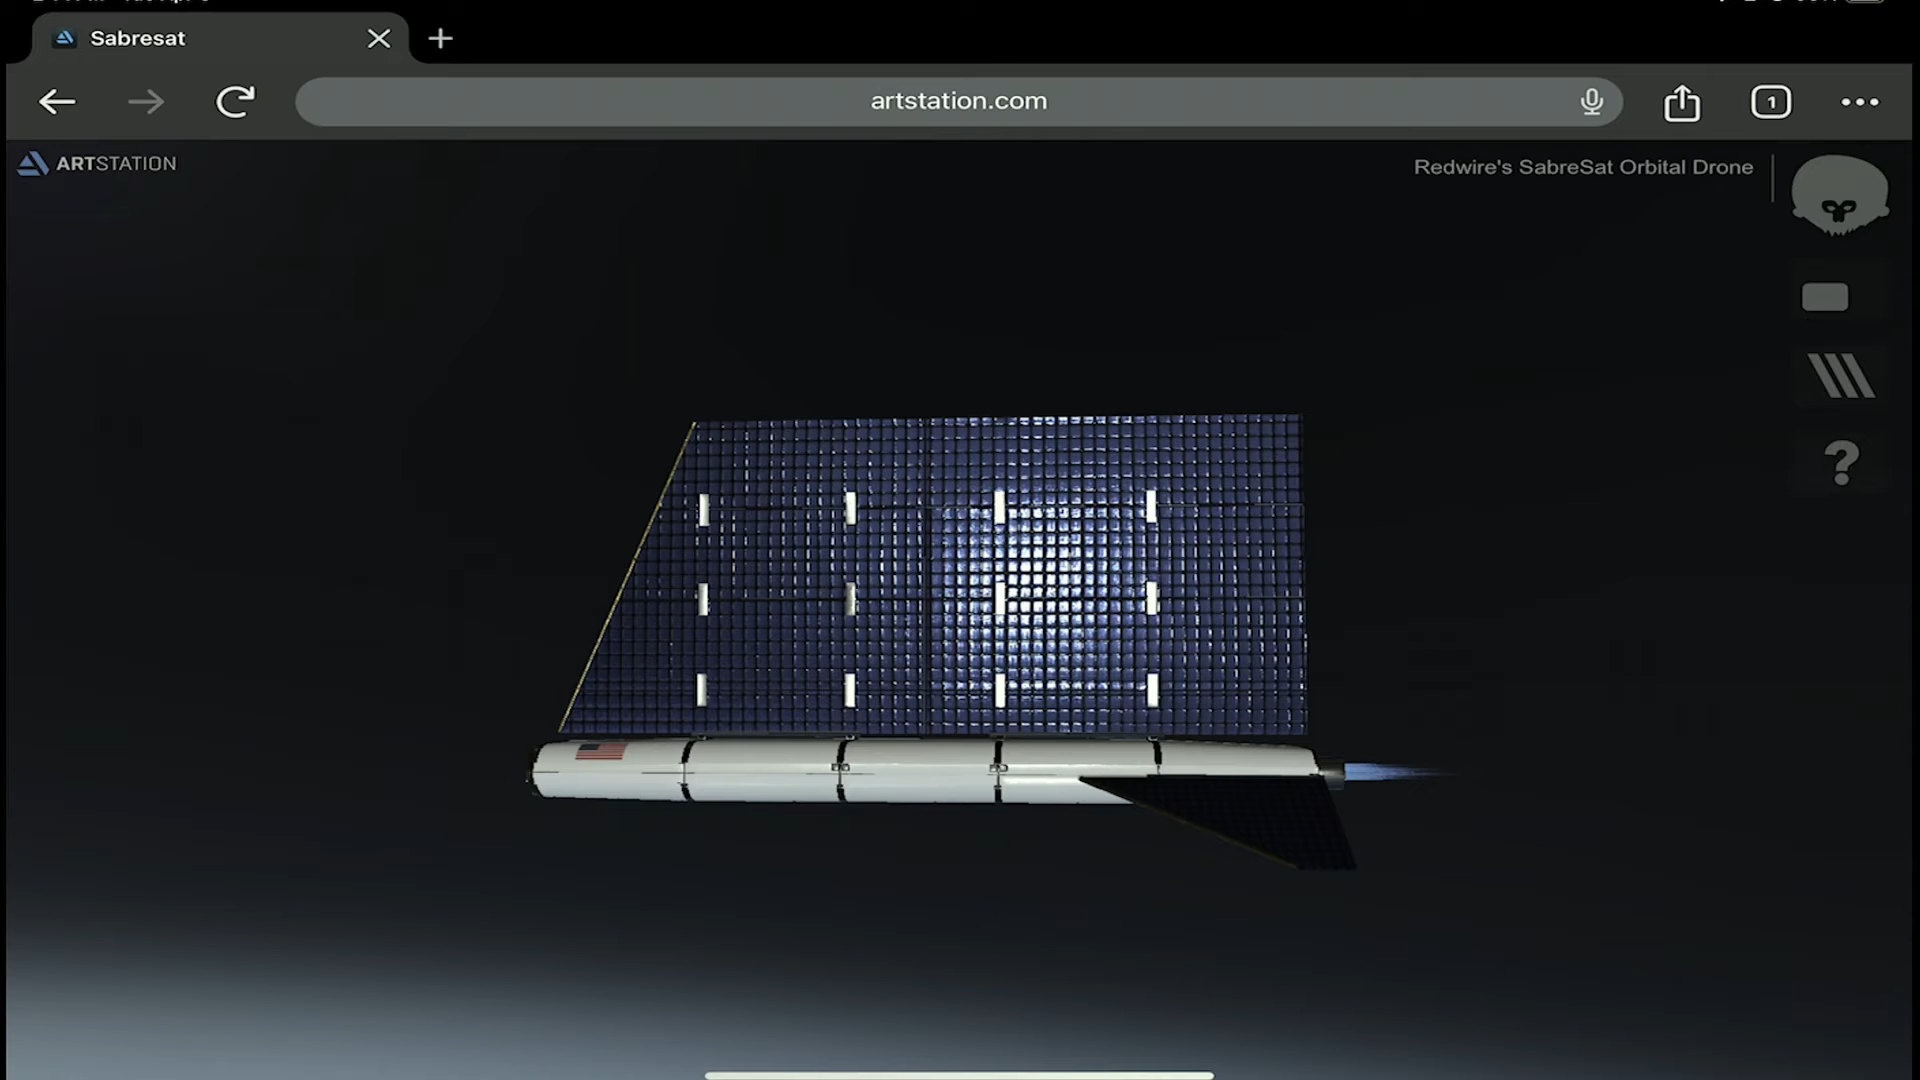 Sabresat
artstation.com
1
ARTSTATION
Redwire's SabreSat Orbital Drone
?